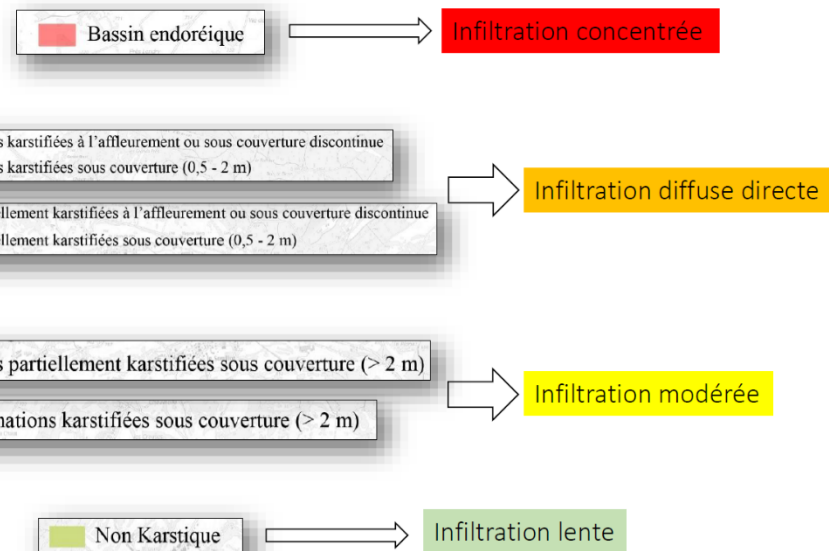 Bassin endoréique
Infiltration concentrée
karstifiées à l'affleurement ou sous couverture discontinue
karstifiées sous couverture (0,5 - 2 m)
Infiltration diffuse directe
ellement karstifiées à l'affleurement ou sous couverture discontinue
ellement karstifiées sous couverture (0,5 - 2 m)
s partiellement karstifiées sous couverture (> 2 m)
Infiltration modérée
nations karstifiées sous couverture (> 2 m)
Non Karstique
Infiltration lente